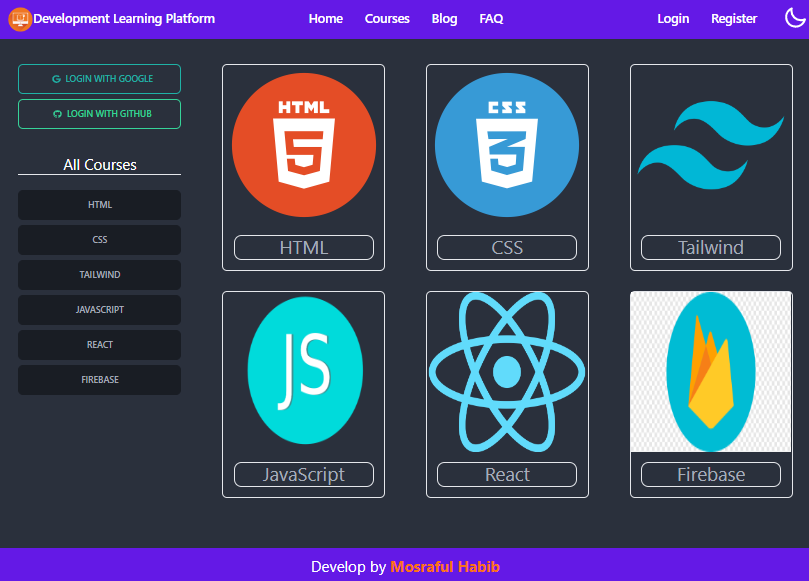 Development Learning Platform
Home Courses Blog FAQ
Login Register
LOGIN WITH GOOGLE
LOGIN WITH GITHUB
All Courses
HTML
CSS
TAILWIND
JAVASCRIPT
REACT
FIREBASE
HTML
5
HTML
CSS
3
CSS
Tailwind
JS
JavaScript
React
Firebase
Develop by Mosraful Habib